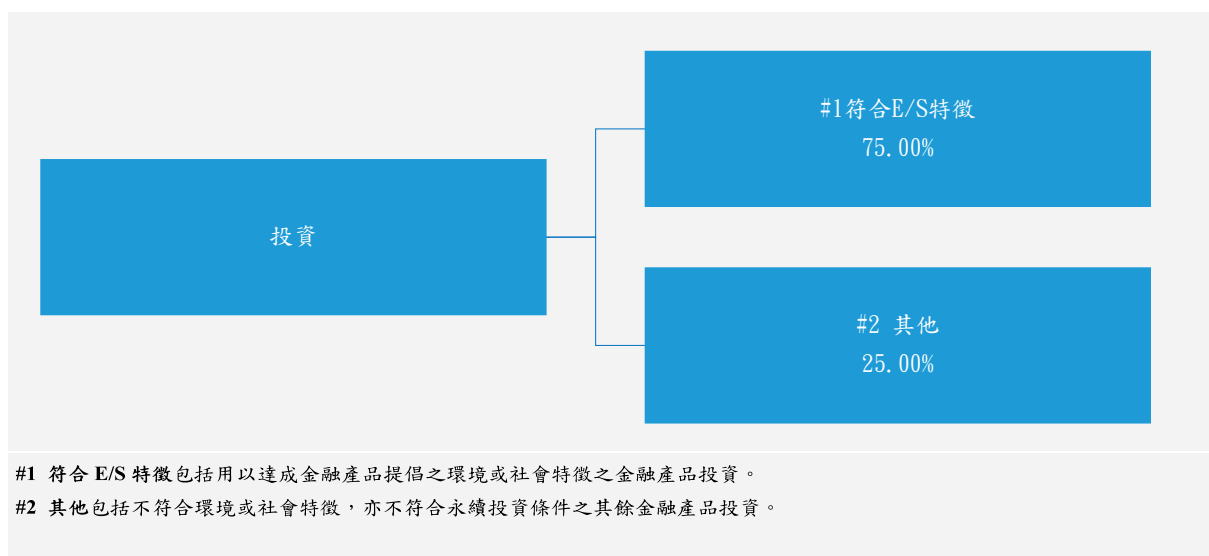 投資
#1符合E/S特徵
75.00%
#2 其他
25.00%
#1 符合 E/S 特徵包括用以達成金融產品提倡之環境或社會特徵之金融產品投資。
#2 其他包括不符合環境或社會特徵，亦不符合永續投資條件之其餘金融產品投資。